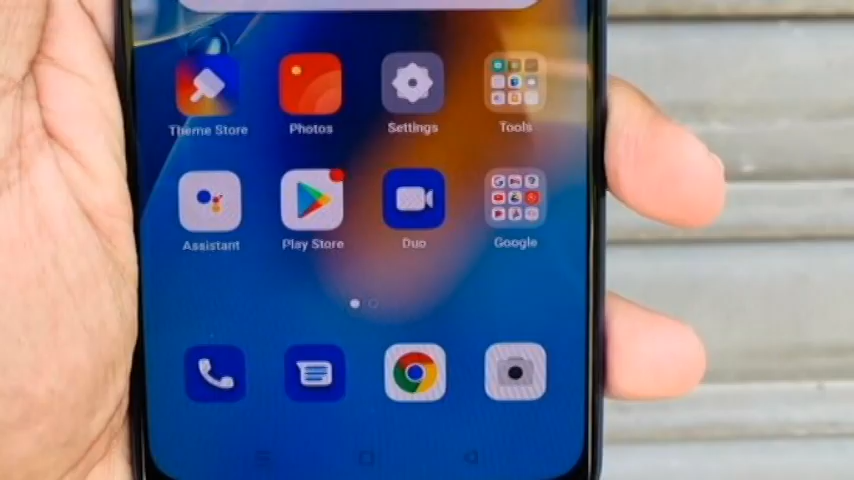 Theme Store
Photos
Settings
Tools
Assistant
Play Store
Duo
Google